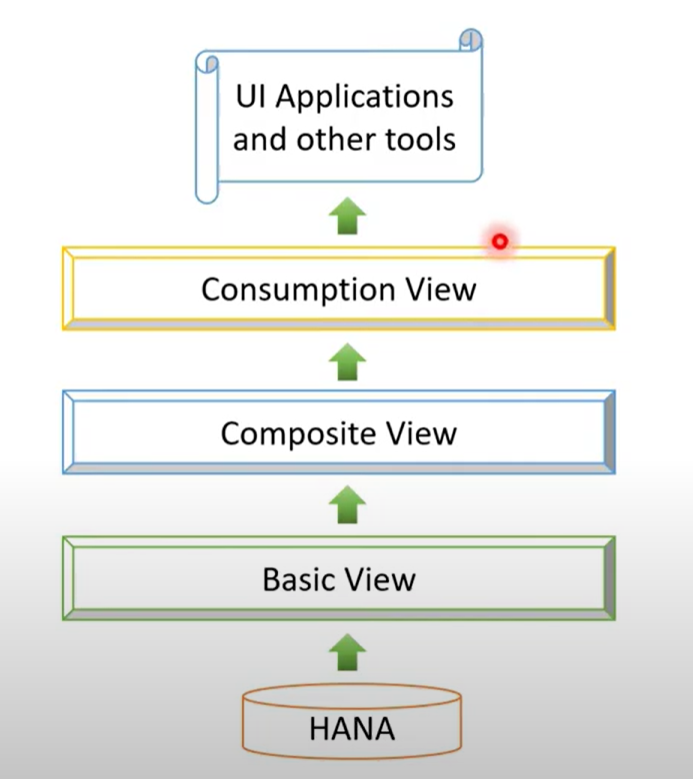 UI Applications
and other tools
Consumption View
Composite View
Basic View
HANA